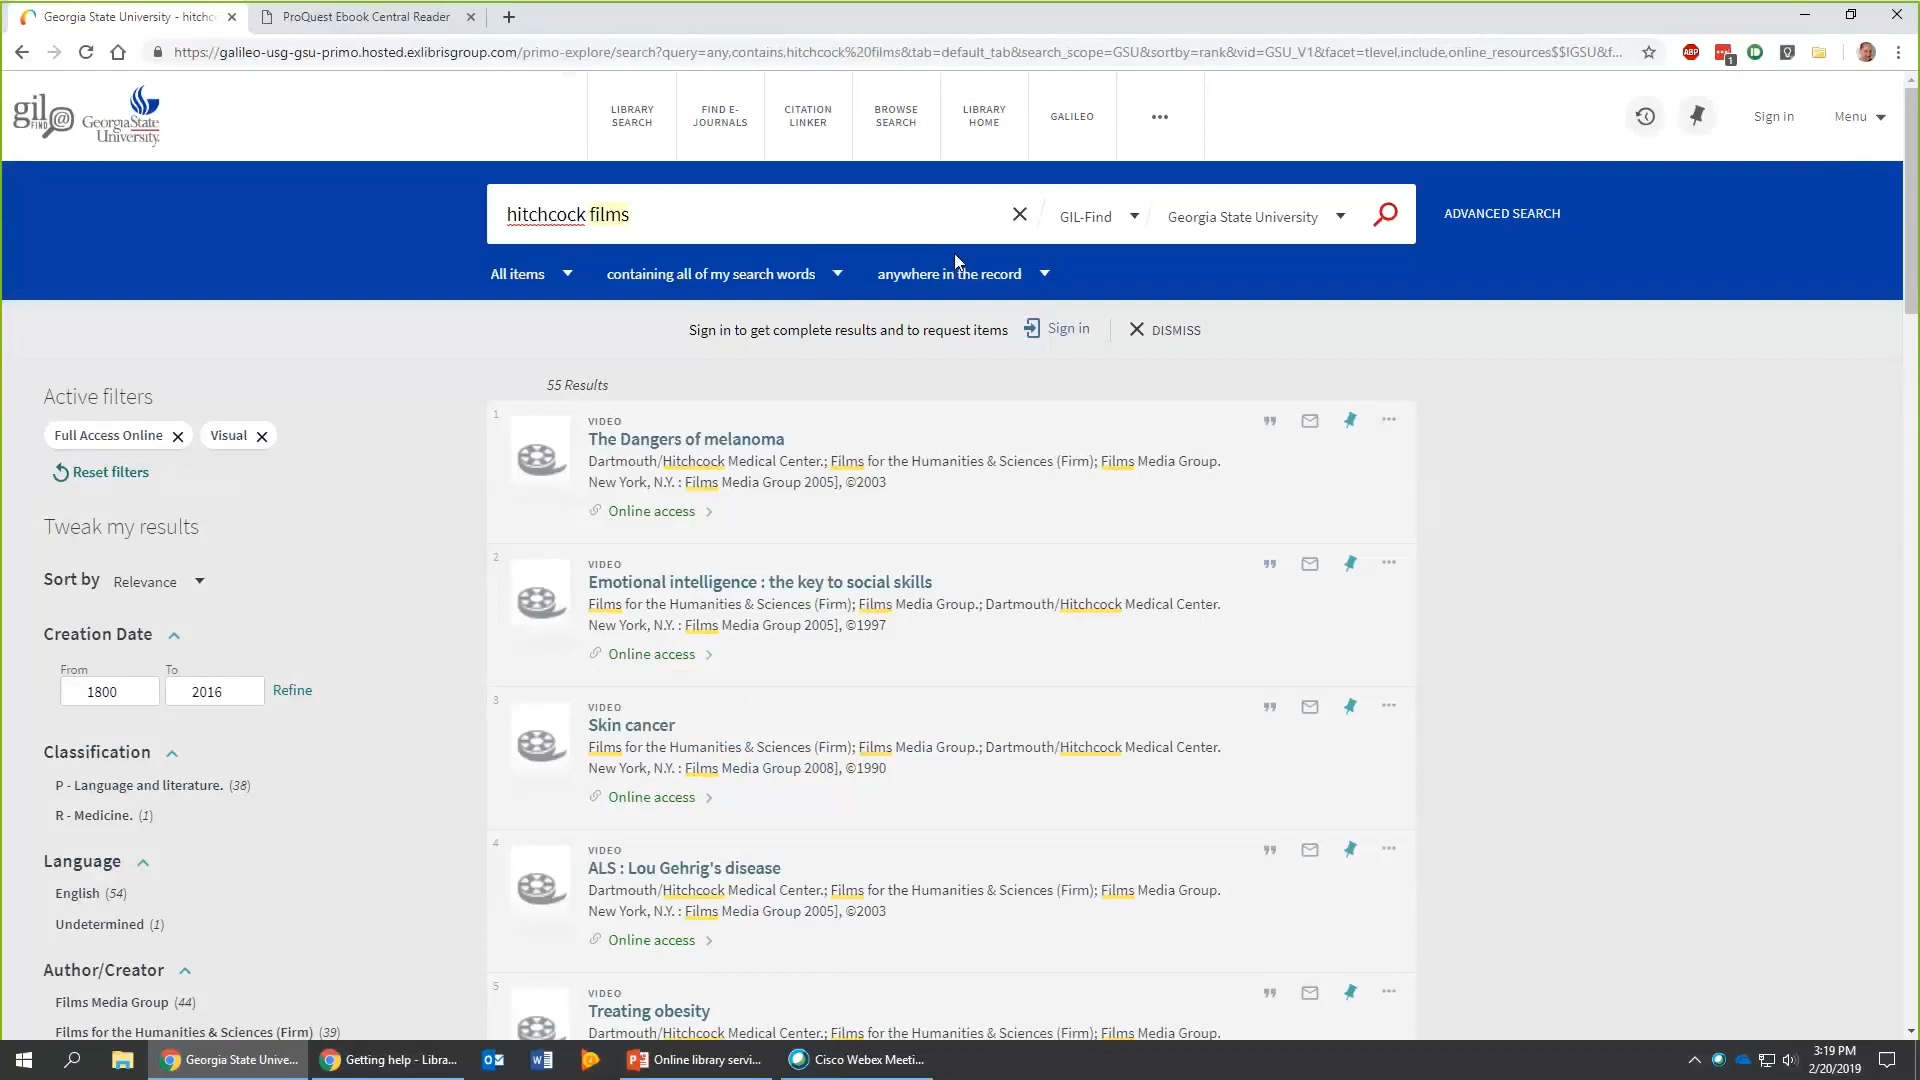 Georgia State University - hitchc
ProQuest Ebook Central Reader
https://galileo-usg-gsu-primo.hosted.exlibrisgroup.com/primo-explore/search?query=any,contains,hitchcock%20films&tab=default_tab&search_scope=GSU&sortby=rank&vid=GSU_V1&facet=tlevel,include,online_resources$$IGSU&f...
ABP
1
gil@
FIND
GeorgiaState
University.
LIBRARY
SEARCH
FIND E-
JOURNALS
CITATION
LINKER
BROWSE
SEARCH
LIBRARY
HOME
GALILEO
•••
Sign in
Menu
hitchcock films
GIL-Find
Georgia State University
ADVANCED SEARCH
All items
containing all of my search words
anywhere in the record
Sign in to get complete results and to request items
Sign in
DISMISS
Active filters
Full Access Online
Visual
Reset filters
Tweak my results
Sort by Relevance
Creation Date
From To
1800 2016 Refine
Classification
P - Language and literature. (38)
R - Medicine. (1)
Language
English (54)
Undetermined (1)
Author/Creator
Films Media Group (44)
Films for the Humanities & Sciences (Firm) (39)
55 Results
1
VIDEO
The Dangers of melanoma
Dartmouth/Hitchcock Medical Center.; Films for the Humanities & Sciences (Firm); Films Media Group.
New York, N.Y. : Films Media Group 2005], ©2003
Online access
2
VIDEO
Emotional intelligence : the key to social skills
Films for the Humanities & Sciences (Firm); Films Media Group.; Dartmouth/Hitchcock Medical Center.
New York, N.Y. : Films Media Group 2005], ©1997
Online access
3
VIDEO
Skin cancer
Films for the Humanities & Sciences (Firm); Films Media Group.; Dartmouth/Hitchcock Medical Center.
New York, N.Y. : Films Media Group 2008], ©1990
Online access
4
VIDEO
ALS : Lou Gehrig's disease
Dartmouth/Hitchcock Medical Center.; Films for the Humanities & Sciences (Firm); Films Media Group.
New York, N.Y. : Films Media Group 2005], ©2003
Online access
5
VIDEO
Treating obesity
Dartmouth/Hitchcock Medical Center.; Films for the Humanities & Sciences (Firm); Films Media Group.
Georgia State Unive...
Getting help - Libra...
Online library servi...
Cisco Webex Meeti...
3:19 PM
2/20/2019